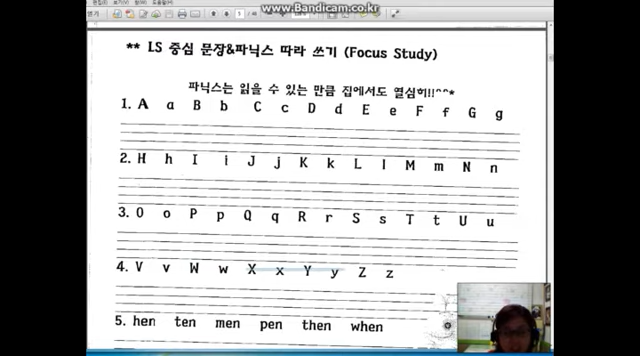 www.Bandicam.co.kr
** LS 중심 문장&파닉스 따라 쓰기 (Focus Study)
파닉스는 읽을 수 있는 만큼 집에서도 열심히!!^^*
1. A a B b C c D d E e F f G g
2. H h I i J j K k L l M m N n
3. O o P p Q q R r S s T t U u
4. V v W w X x Y y Z z
5. hen ten men pen then when